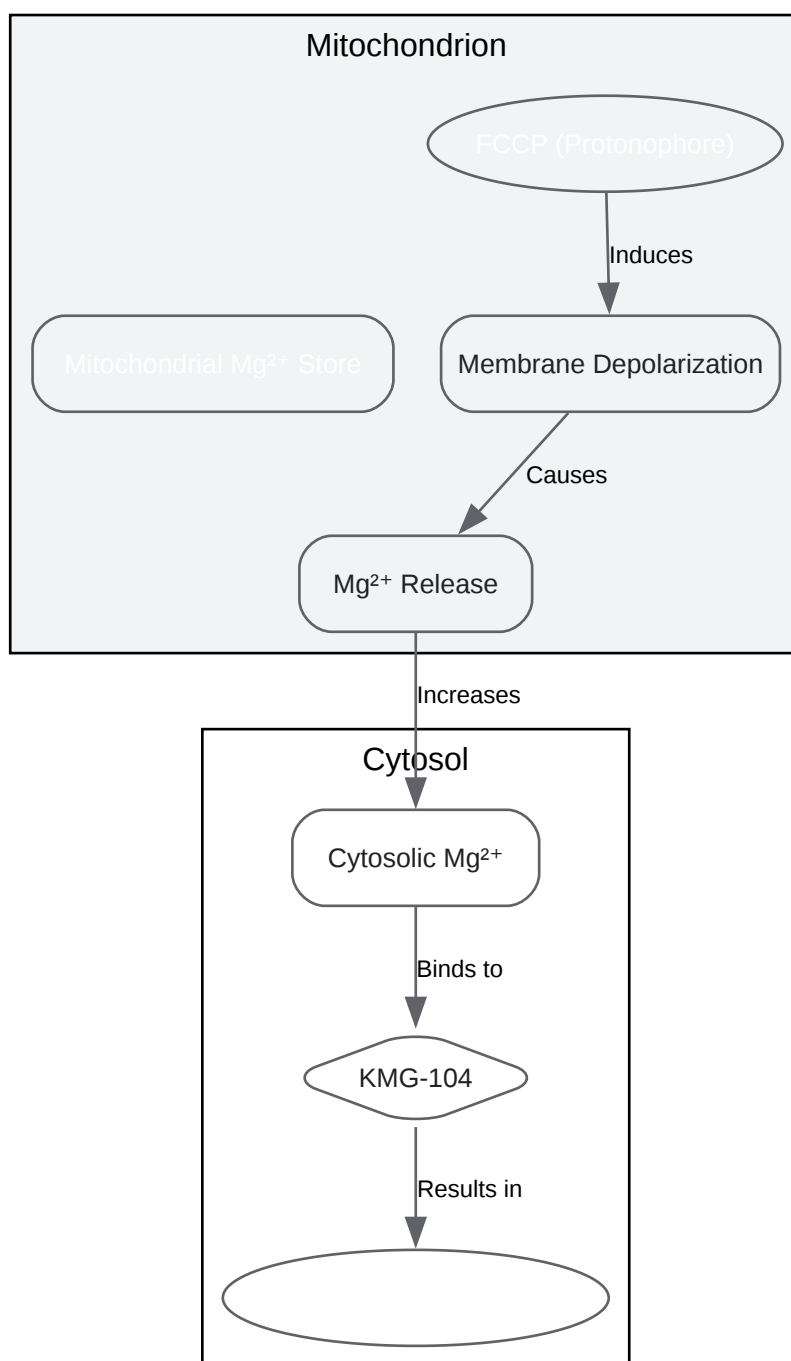 Mitochondrion
FCCP (Protonophore)
Induces
Mitochondrial Mg²⁺ Store
Membrane Depolarization
Causes
Mg²⁺ Release
Increases
Cytosol
Cytosolic Mg²⁺
Binds to
KMG-104
Results in